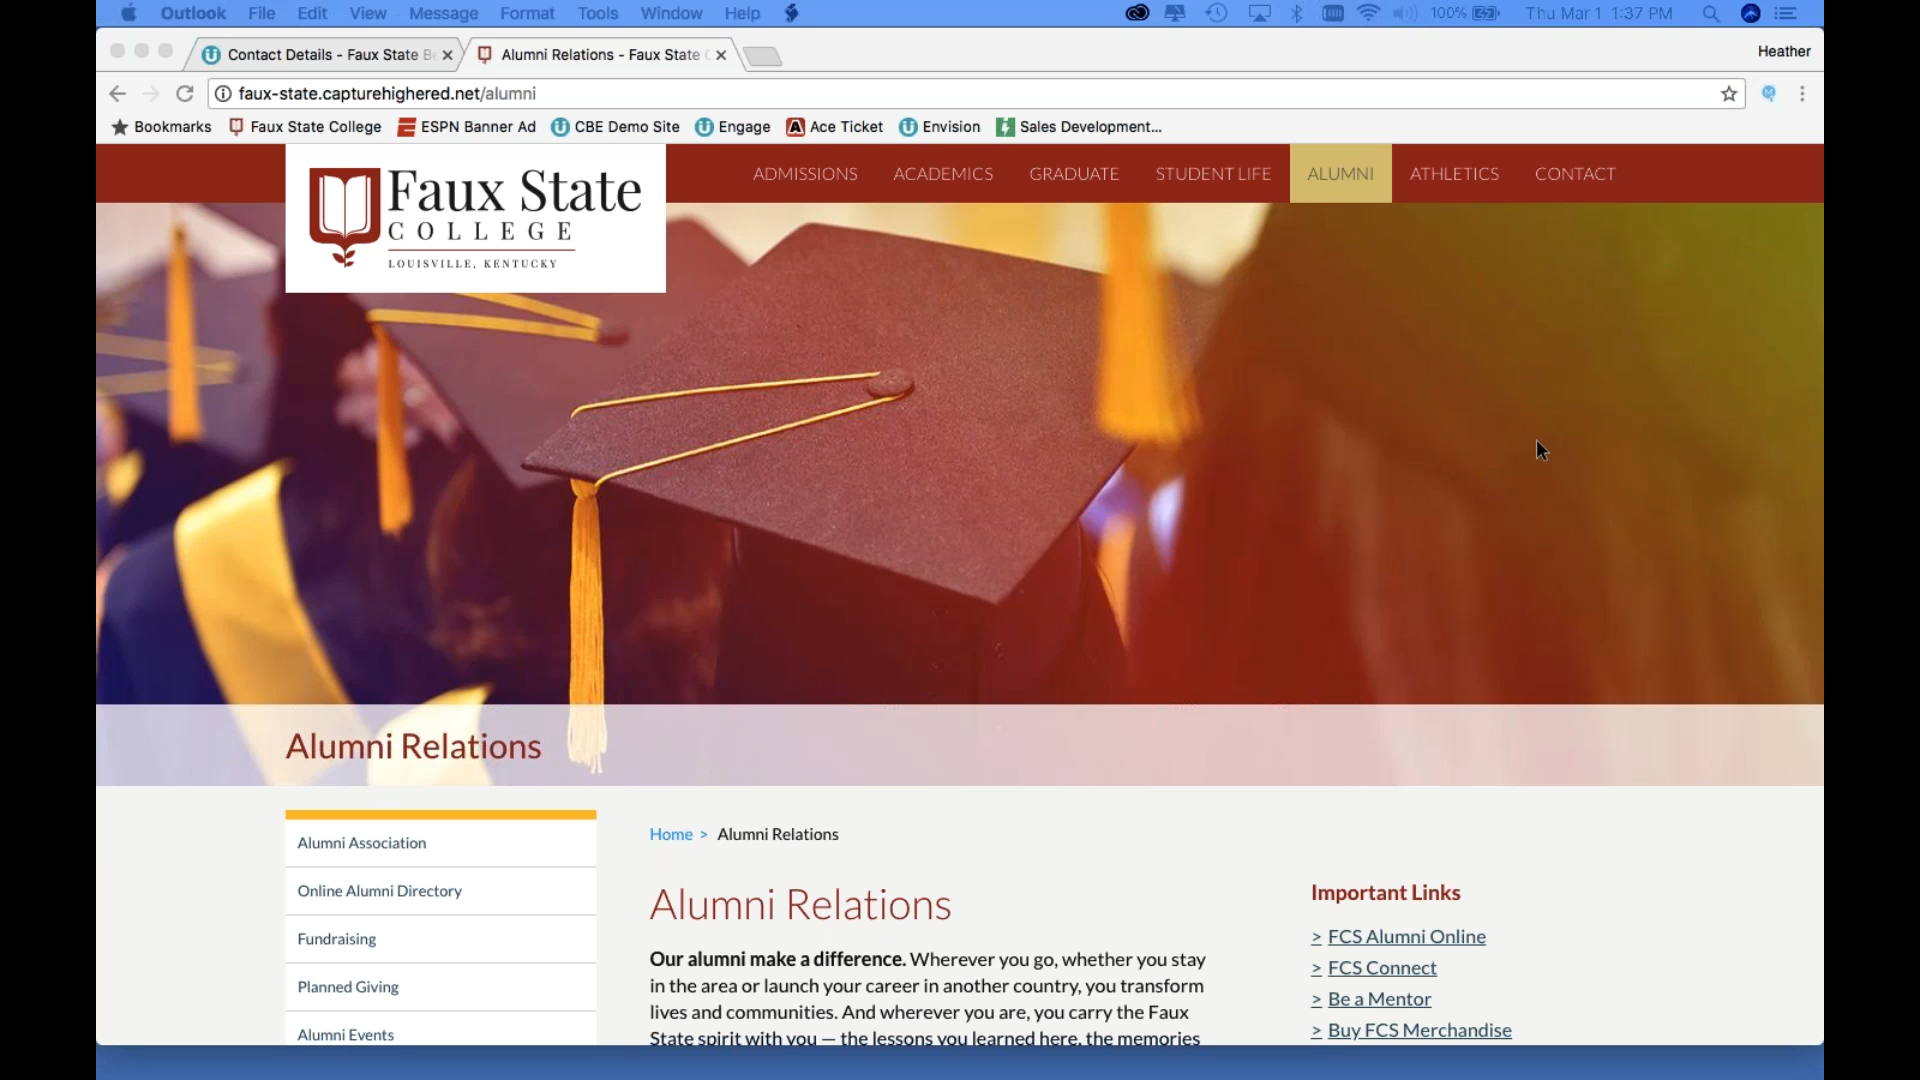 Outlook File Edit View Message Format Tools Window Help 100% Thu Mar 1 1:37 PM
Contact Details - Faux State B Alumni Relations - Faux State Heather
faux-state.capturehighered.net/alumni
Bookmarks Faux State College ESPN Banner Ad CBE Demo Site Engage Ace Ticket Envision Sales Development...
ADMISSIONS ACADEMICS GRADUATE STUDENT LIFE ALUMNI ATHLETICS CONTACT
Faux State
COLLEGE
LOUISVILLE, KENTUCKY
Alumni Relations
Alumni Association
Online Alumni Directory
Fundraising
Planned Giving
Alumni Events
Home > Alumni Relations
Alumni Relations
Our alumni make a difference. Wherever you go, whether you stay
in the area or launch your career in another country, you transform
lives and communities. And wherever you are, you carry the Faux
State spirit with you — the lessons you learned here, the memories
Important Links
> FCS Alumni Online
> FCS Connect
> Be a Mentor
> Buy FCS Merchandise